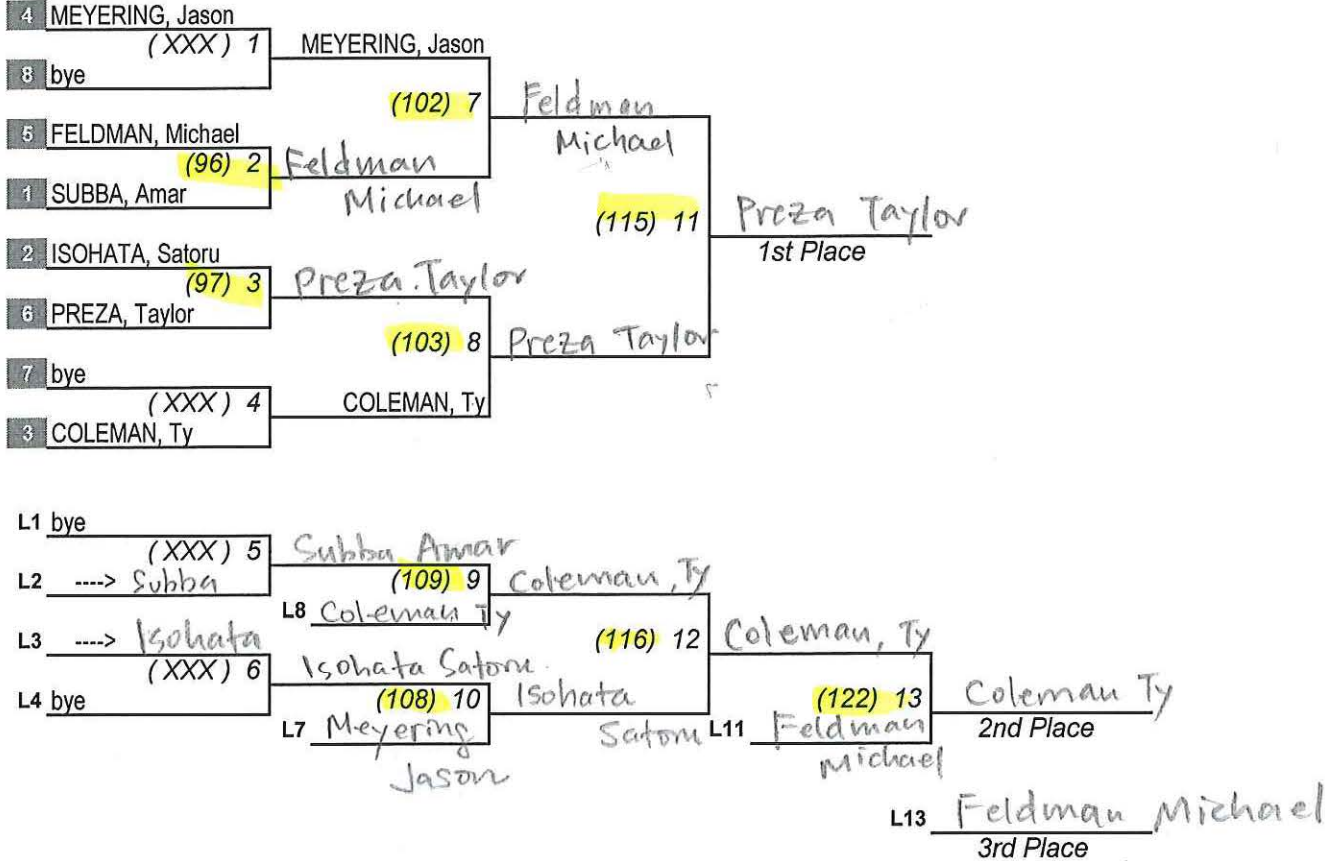 4 MEYERING, Jason
(XXX) 1 MEYERING, Jason
8 bye
(102) 7 Feldman
Michael
5 FELDMAN, Michael
(96) 2 Feldman
Michael
1 SUBBA, Amar
(115) 11 Preza Taylor
1st Place
2 ISOHATA, Satoru
(97) 3 Preza. Taylor
6 PREZA, Taylor
(103) 8 Preza Taylor
7 bye
(XXX) 4 COLEMAN, Ty
3 COLEMAN, Ty
L1 bye
(XXX) 5 Subba Amar
L2 ----> Subba
(109) 9 Coleman, Ty
L8 Coleman Ty
L3 ----> Isohata
(116) 12 Coleman, Ty
(XXX) 6 Isohata Satoru
L4 bye
(108) 10 Isohata
Satoru
L7 Meyering
Jason
(122) 13 Coleman Ty
L11 Feldman
Michael
2nd Place
L13 Feldman Michael
3rd Place